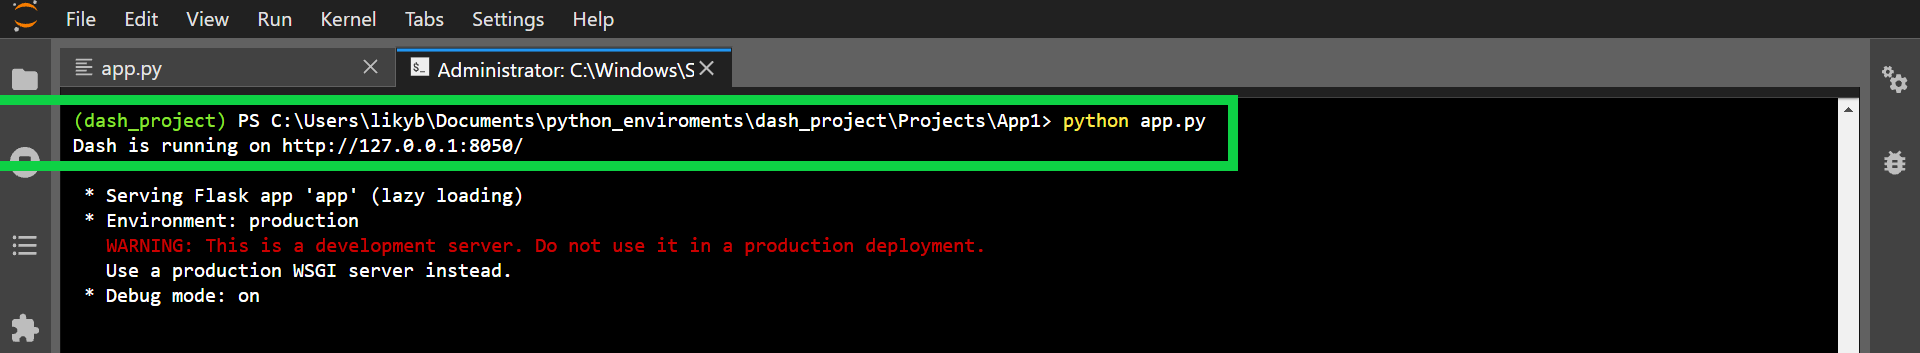 File Edit View Run Kernel Tabs Settings Help
app.py
Administrator: C:\Windows\S
(dash_project) PS C:\Users\likyb\Documents\python_enviroments\dash_project\Projects\App1> python app.py
Dash is running on http://127.0.0.1:8050/
* Serving Flask app 'app' (lazy loading)
* Environment: production
WARNING: This is a development server. Do not use it in a production deployment.
Use a production WSGI server instead.
* Debug mode: on